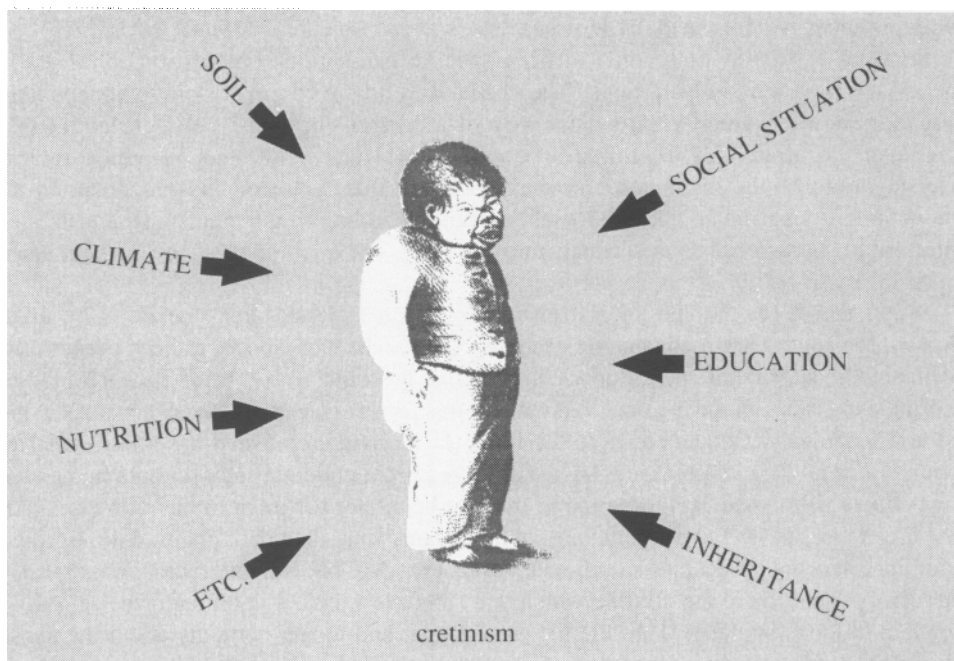 SOIL
SOCIAL SITUATION
CLIMATE
EDUCATION
NUTRITION
ETC.
INHERITANCE
cretinism